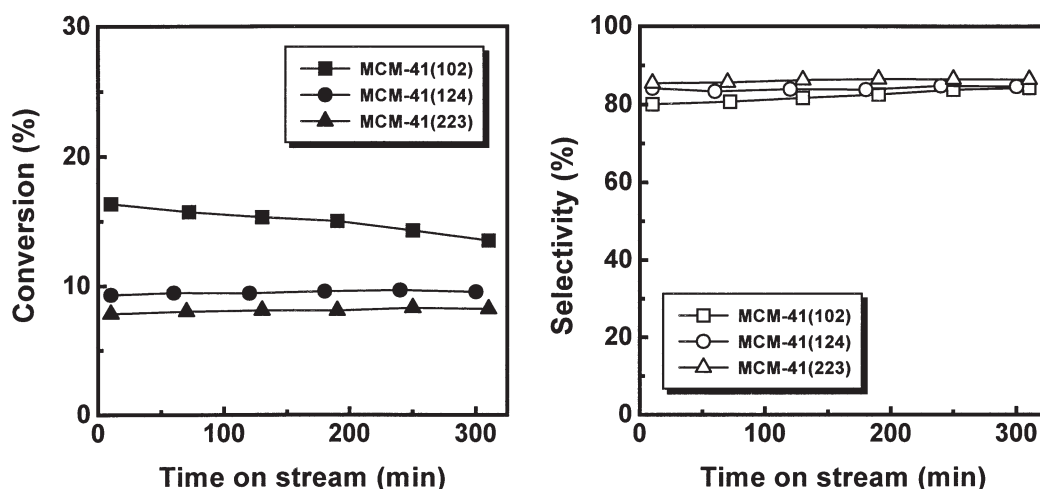 30
20
10
0
Conversion (%)
MCM-41(102)
MCM-41(124)
MCM-41(223)
0 100 200 300
Time on stream (min)
100
80
60
40
20
0
Selectivity (%)
MCM-41(102)
MCM-41(124)
MCM-41(223)
0 100 200 300
Time on stream (min)